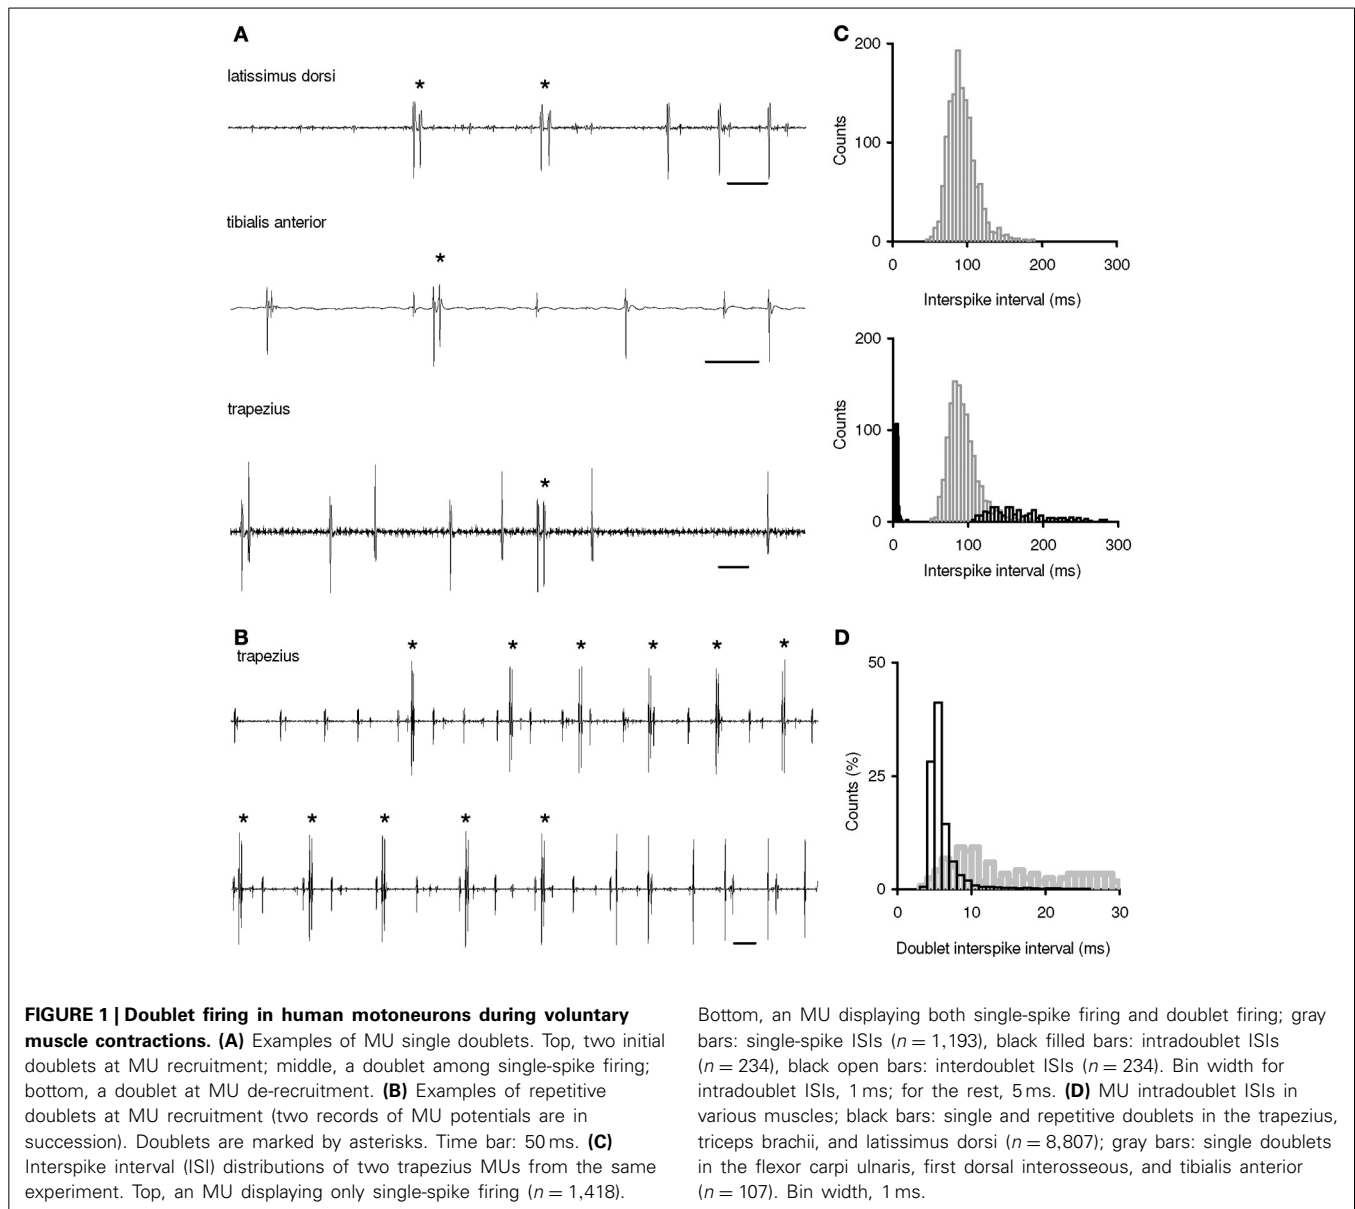 A
latissimus dorsi
*
*
tibialis anterior
*
trapezius
*
B
trapezius
*
*
*
*
*
*
*
*
*
*
*
C
200
100
0
Counts
0
100
200
300
Interspike interval (ms)
200
100
0
Counts
0
100
200
300
Interspike interval (ms)
D
50
25
0
Counts (%)
0
10
20
30
Doublet interspike interval (ms)
FIGURE 1 | Doublet firing in human motoneurons during voluntary
muscle contractions. (A) Examples of MU single doublets. Top, two initial
doublets at MU recruitment; middle, a doublet among single-spike firing;
bottom, a doublet at MU de-recruitment. (B) Examples of repetitive
doublets at MU recruitment (two records of MU potentials are in
succession). Doublets are marked by asterisks. Time bar: 50 ms. (C)
Interspike interval (ISI) distributions of two trapezius MUs from the same
experiment. Top, an MU displaying only single-spike firing (n = 1,418).
Bottom, an MU displaying both single-spike firing and doublet firing; gray
bars: single-spike ISIs (n = 1,193), black filled bars: intradoublet ISIs
(n = 234), black open bars: interdoublet ISIs (n = 234). Bin width for
intradoublet ISIs, 1 ms; for the rest, 5 ms. (D) MU intradoublet ISIs in
various muscles; black bars: single and repetitive doublets in the trapezius,
triceps brachii, and latissimus dorsi (n = 8,807); gray bars: single doublets
in the flexor carpi ulnaris, first dorsal interosseous, and tibialis anterior
(n = 107). Bin width, 1 ms.